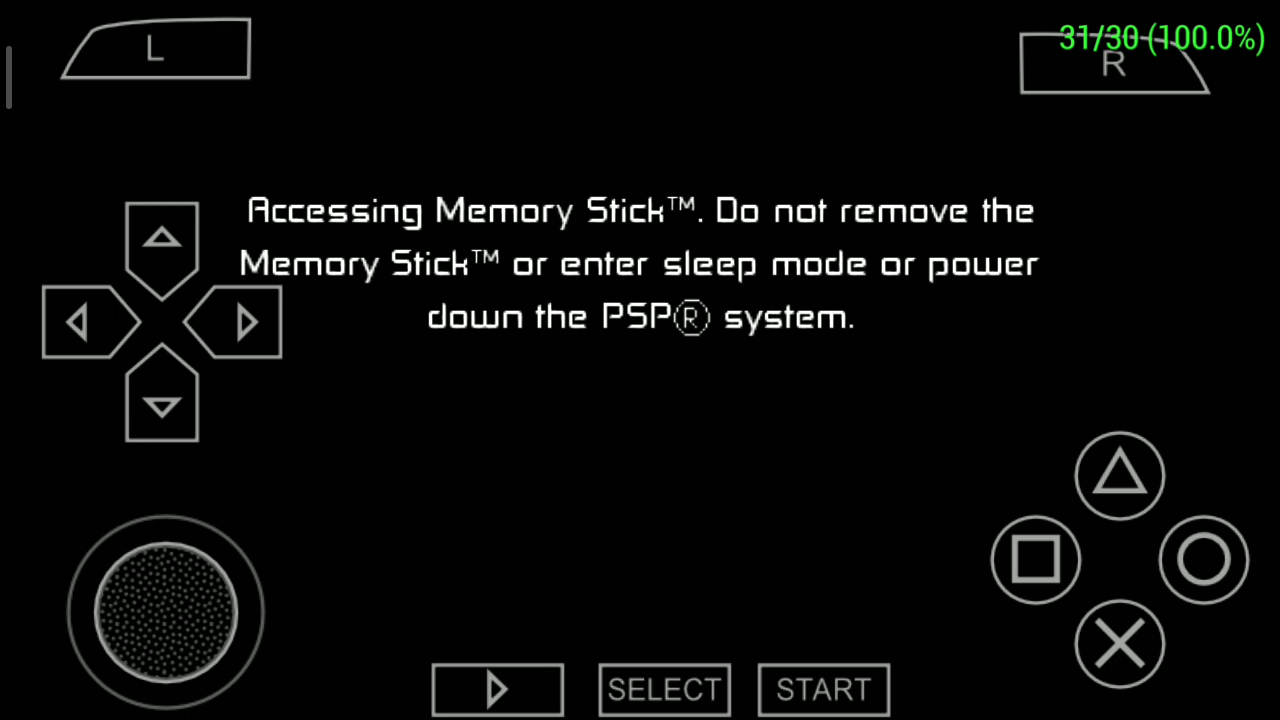 L
31/30 (100.0%)
R
Accessing Memory Stick™. Do not remove the
Memory Stick™ or enter sleep mode or power
down the PSP® system.
SELECT
START